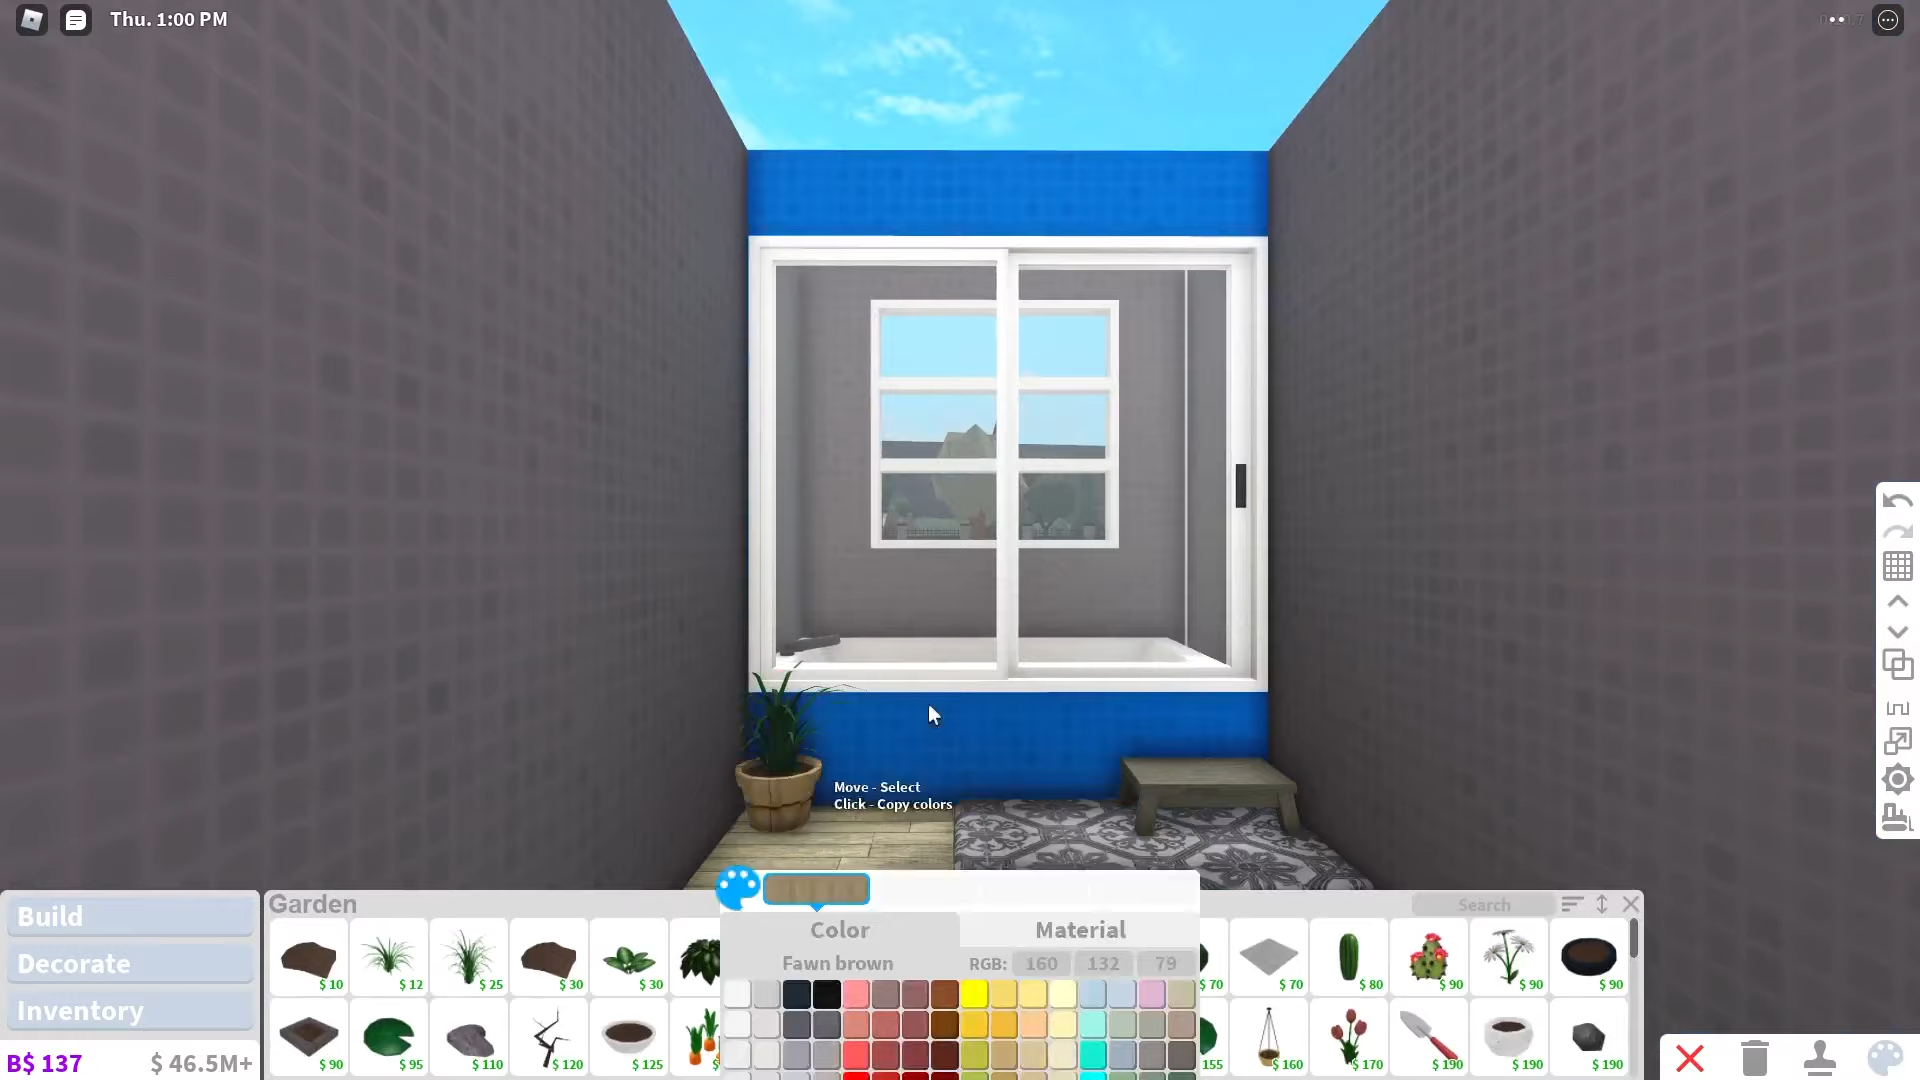 Thu. 1:00 PM
Move - Select
Click - Copy colors
Build
Decorate
Inventory
B$ 137
$ 46.5M+
Garden
Search
$ 10
$ 12
$ 25
$ 30
$ 30
$ 70
$ 70
$ 80
$ 90
$ 90
$ 90
$ 90
$ 95
$ 110
$ 120
$ 125
$
155
$ 160
$ 170
$ 190
$ 190
$ 190
Color
Material
Fawn brown
RGB: 160 132 79